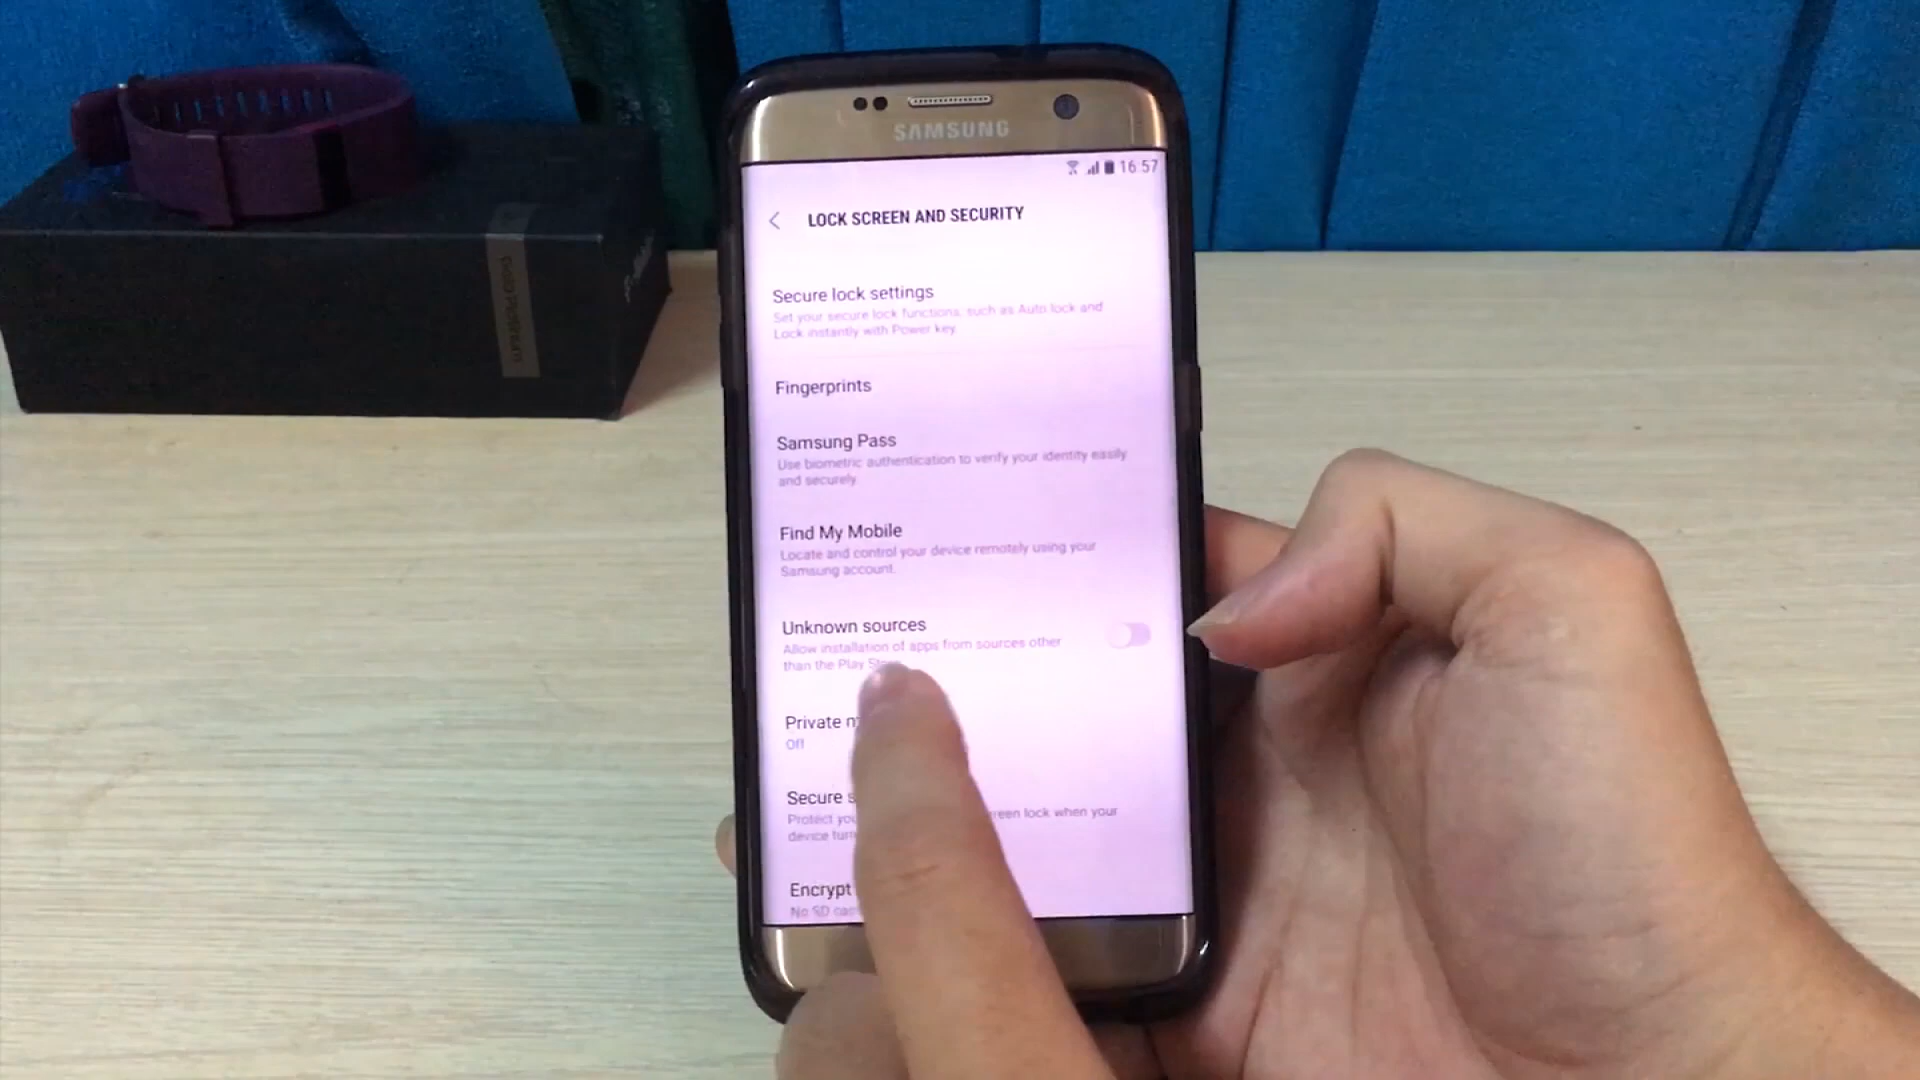 SAMSUNG
16:57
LOCK SCREEN AND SECURITY
Secure lock settings
Set your secure lock functions, such as Auto lock and
Lock instantly with Power key.
Fingerprints
Samsung Pass
Use biometric authentication to verify your identity easily
and securely.
Find My Mobile
Locate and control your device remotely using your
Samsung account.
Unknown sources
Allow installation of apps from sources other
than the Play
Private
Off
Secure
Protect lock when your
device
Encrypt
No SD